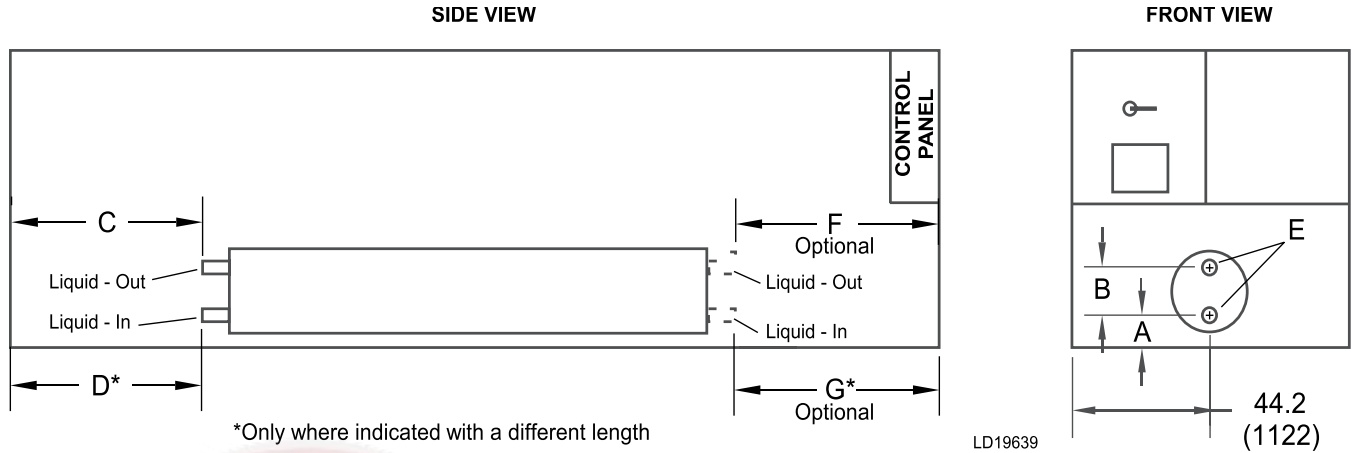 SIDE VIEW
FRONT VIEW
CONTROL
PANEL
C
F
Optional
Liquid - Out
Liquid - Out
Liquid - In
Liquid - In
E
B
A
D*
G*
Optional
44.2
(1122)
*Only where indicated with a different length
LD19639